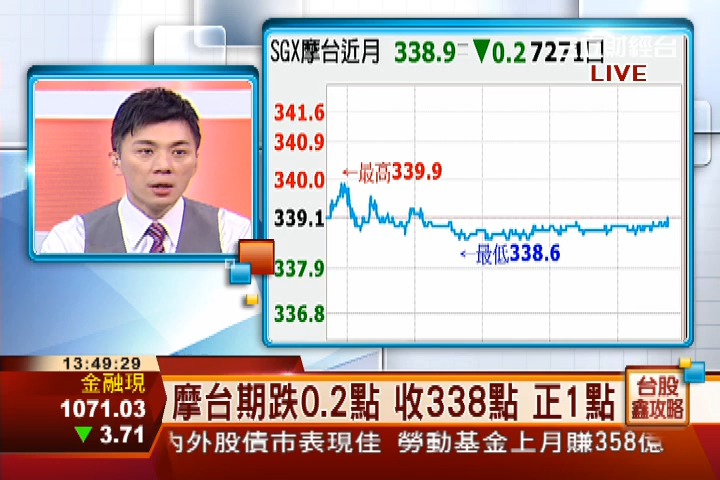 SGX摩台近月 338.9 ▼0.2 7271口
LIVE
341.6
340.9
340.0
339.1
337.9
336.8
←最高339.9
←最低338.6
13:49:29
金融現
1071.03
▼ 3.71
摩台期跌0.2點 收338點 正1點
台股
鑫攻略
內外股債市表現佳 勞動基金上月賺358億